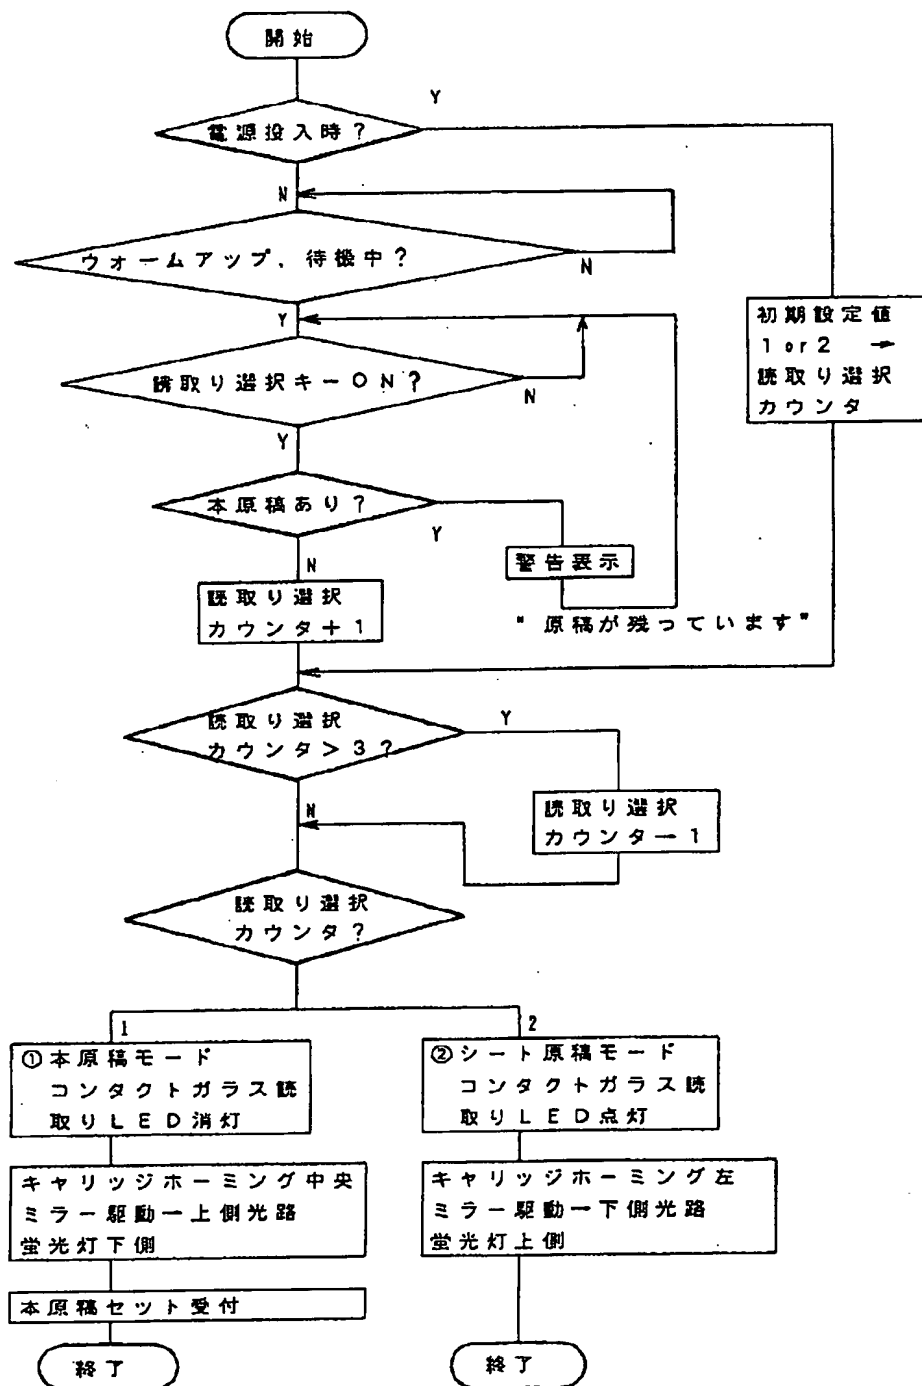 開始
Y
電源投入時?
N
ウォームアップ、待機中?
N
Y
初期設定値
1 or 2 →
読取り選択
カウンタ
読取り選択キーON?
N
Y
本原稿あり?
Y
N
警告表示
読取り選択
カウンタ+1
"原稿が残っています"
読取り選択
カウンタ>3?
Y
N
読取り選択
カウンター1
読取り選択
カウンタ?
1
2
①本原稿モード
コンタクトガラス読
取りLED消灯
②シート原稿モード
コンタクトガラス読
取りLED点灯
キャリッジホーミング中央
ミラー駆動→上側光路
蛍光灯下側
キャリッジホーミング左
ミラー駆動→下側光路
蛍光灯上側
本原稿セット受付
終了
終了